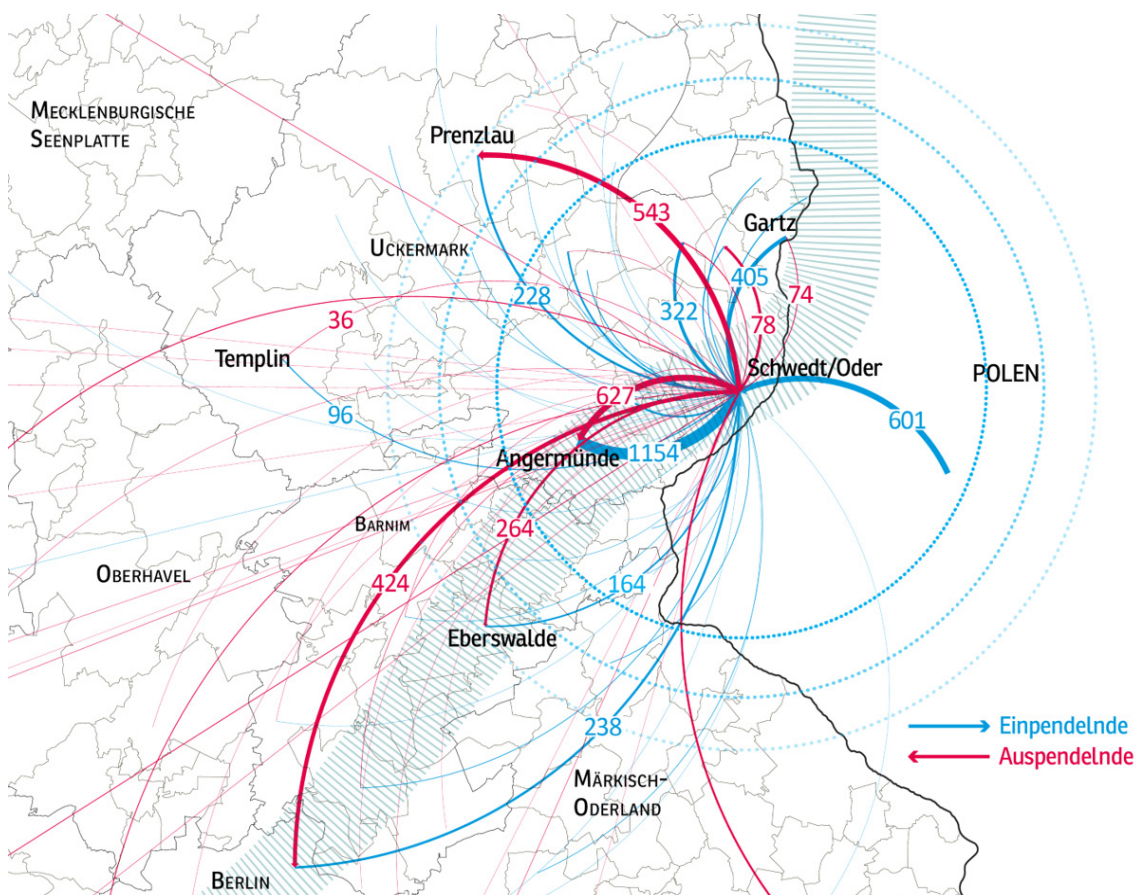 MECKLENBURGISCHE
SEENPLATTE
Prenzlau
543
Gartz
UCKERMARK
405
228
74
322
36
78
Templin
Schwedt/Oder
POLEN
627
96
601
1154
Angermünde
BARNIM
264
OBERHAVEL
424
164
Eberswalde
238
Einpendelnde
Auspendelnde
MÄRKISCH-
ODERLAND
BERLIN